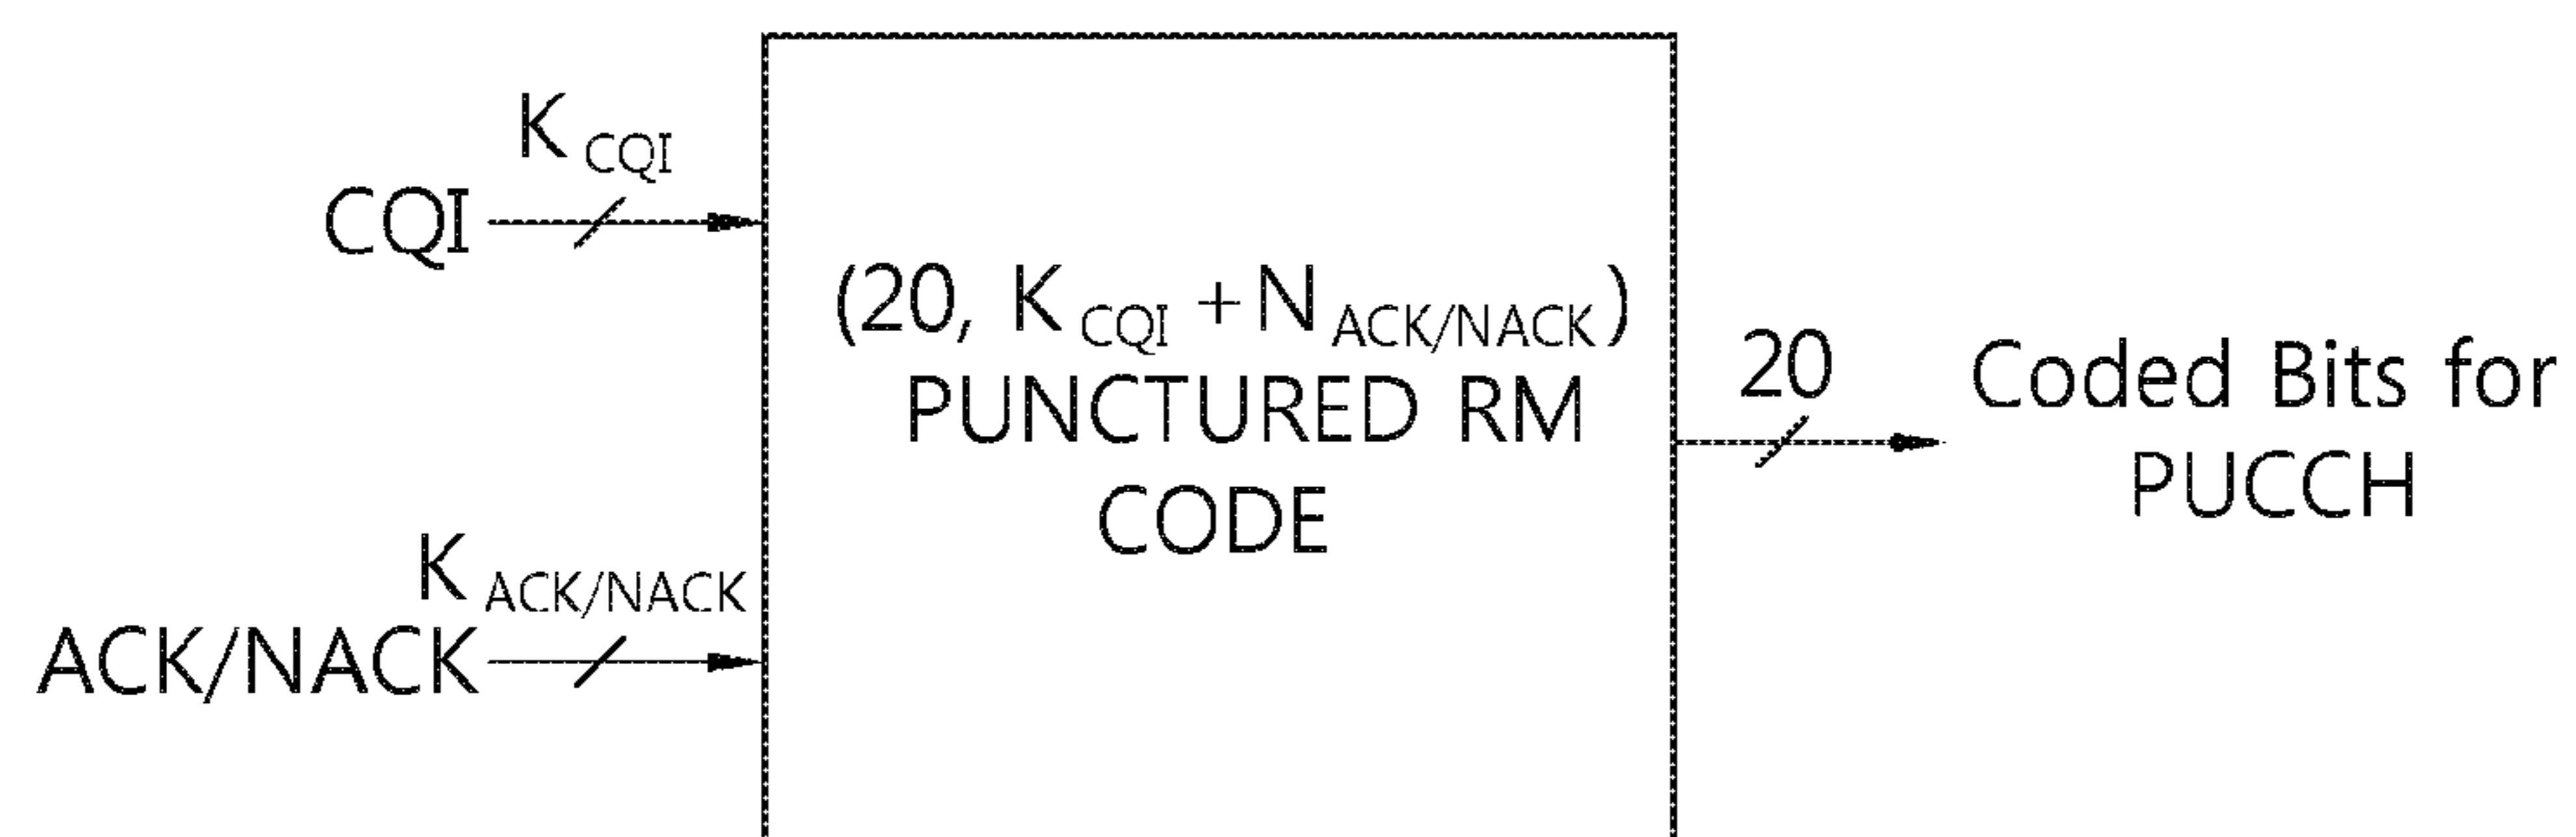 K CQI
CQI
(20, K CQI + N ACK/NACK)
PUNCTURED RM
CODE
20
Coded Bits for
PUCCH
K ACK/NACK
ACK/NACK